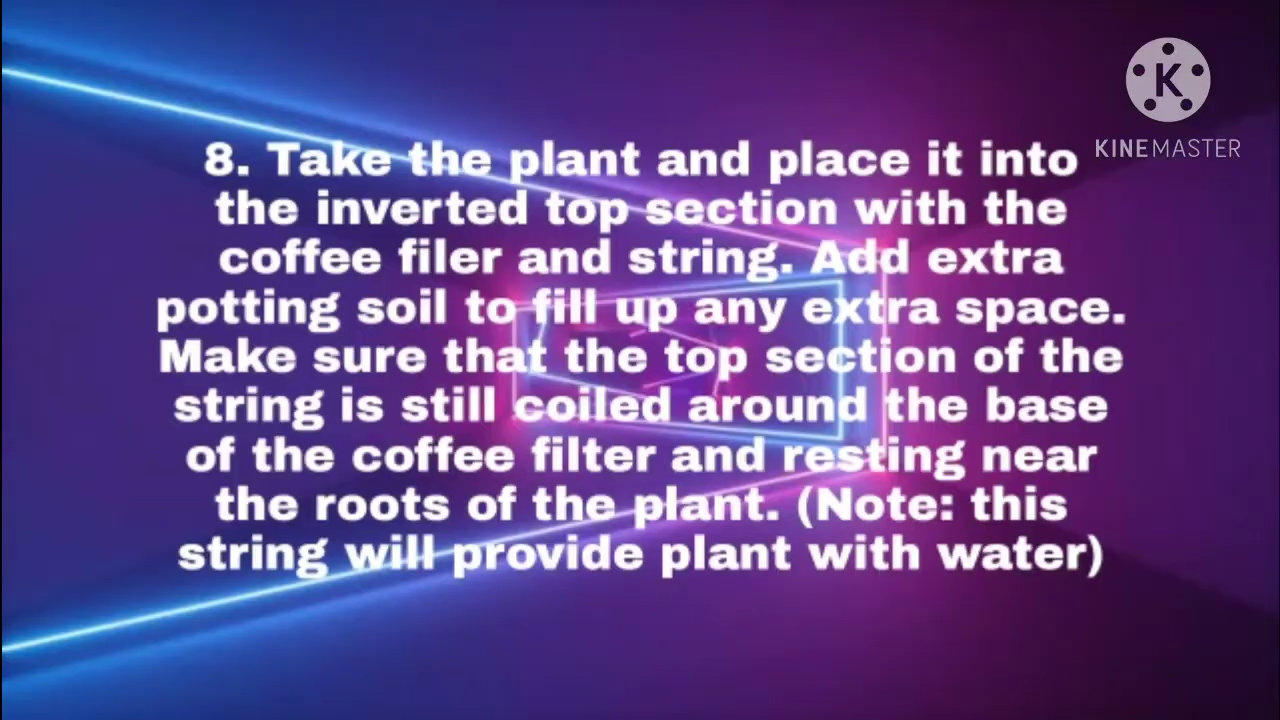 K
KINEMASTER
8. Take the plant and place it into
the inverted top section with the
coffee filer and string. Add extra
potting soil to fill up any extra space.
Make sure that the top section of the
string is still coiled around the base
of the coffee filter and resting near
the roots of the plant. (Note: this
string will provide plant with water)